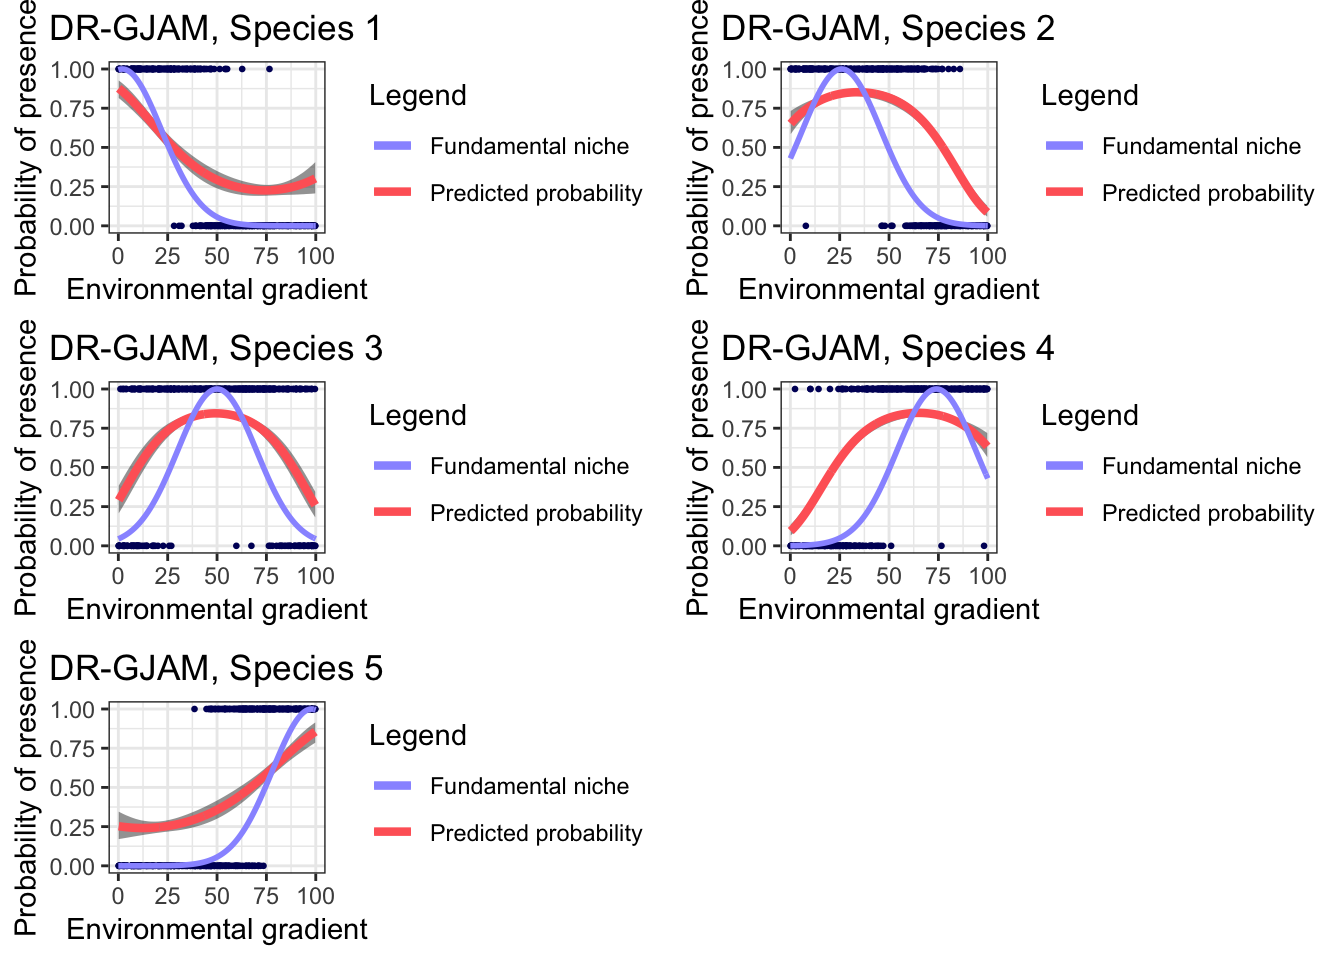 DR-GJAM, Species 1
Probability of presence
1.00
0.75
0.50
0.25
0.00
0 25 50 75 100
Environmental gradient
Legend
Fundamental niche
Predicted probability
DR-GJAM, Species 2
Probability of presence
1.00
0.75
0.50
0.25
0.00
0 25 50 75 100
Environmental gradient
Legend
Fundamental niche
Predicted probability
DR-GJAM, Species 3
Probability of presence
1.00
0.75
0.50
0.25
0.00
0 25 50 75 100
Environmental gradient
Legend
Fundamental niche
Predicted probability
DR-GJAM, Species 4
Probability of presence
1.00
0.75
0.50
0.25
0.00
0 25 50 75 100
Environmental gradient
Legend
Fundamental niche
Predicted probability
DR-GJAM, Species 5
Probability of presence
1.00
0.75
0.50
0.25
0.00
0 25 50 75 100
Environmental gradient
Legend
Fundamental niche
Predicted probability